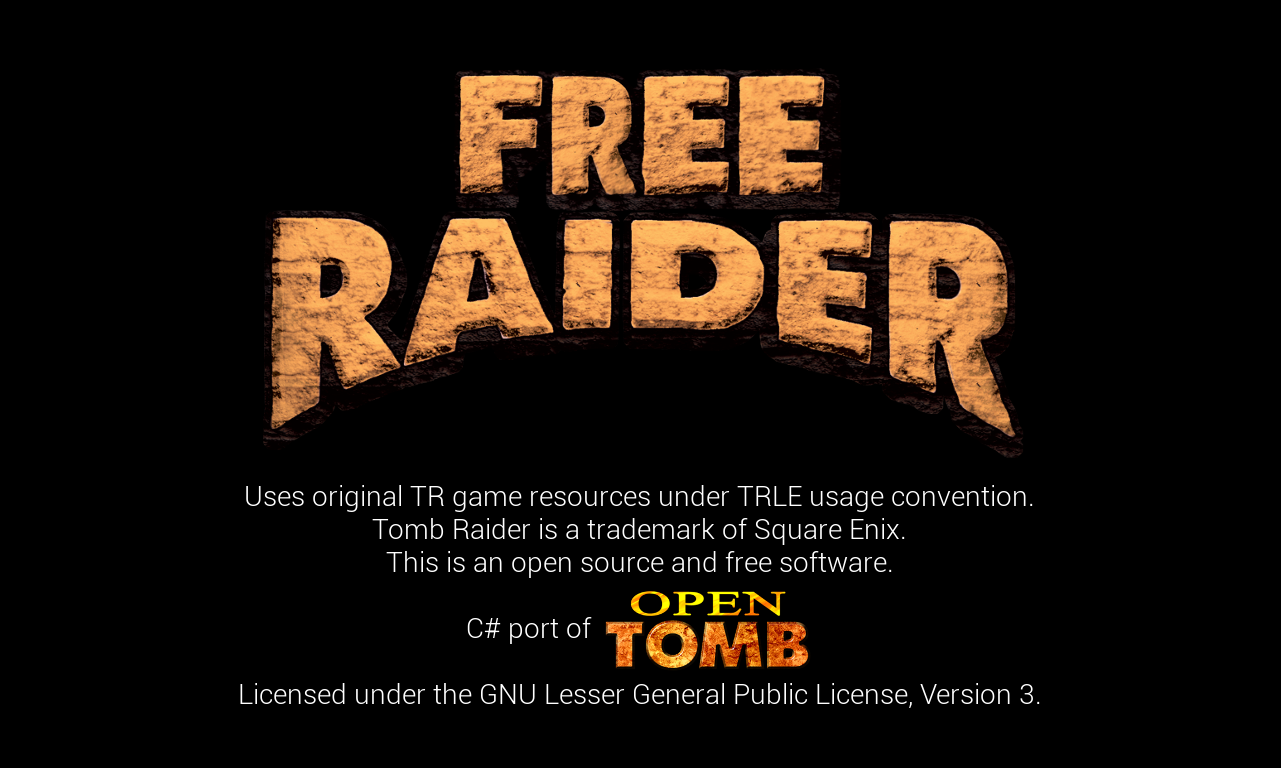 FREE
RAIDER
Uses original TR game resources under TRLE usage convention.
Tomb Raider is a trademark of Square Enix.
This is an open source and free software.
C# port of OPEN TOMB
Licensed under the GNU Lesser General Public License, Version 3.